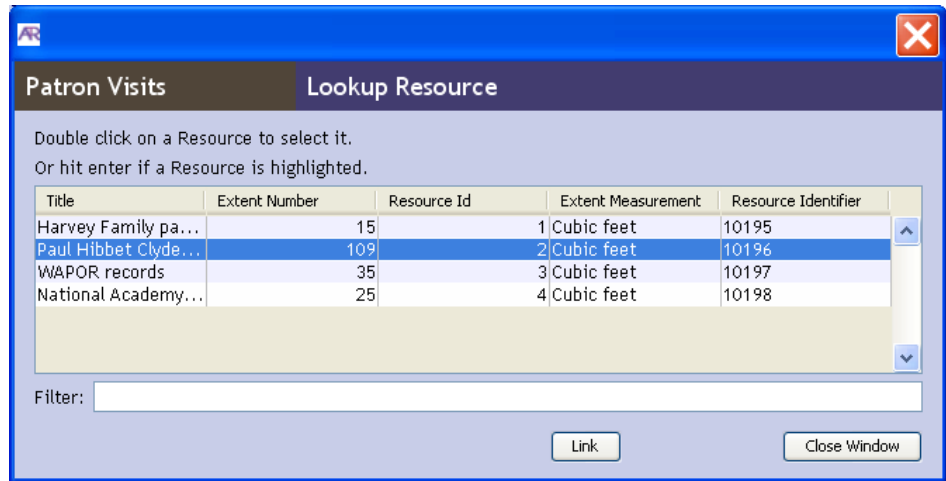 AR
Patron Visits Lookup Resource
Double click on a Resource to select it.
Or hit enter if a Resource is highlighted.
Title Extent Number Resource Id Extent Measurement Resource Identifier
Harvey Family pa... 15 1 Cubic feet 10195
Paul Hibbet Clyde... 109 2 Cubic feet 10196
WAPOR records 35 3 Cubic feet 10197
National Academy... 25 4 Cubic feet 10198
Filter:
Link Close Window